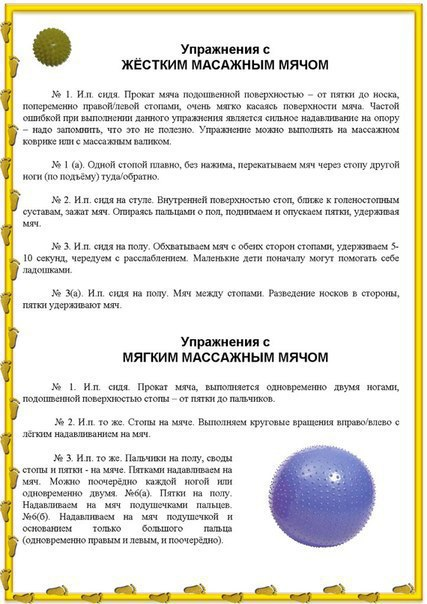 Упражнения с
ЖЁСТКИМ МАСАЖНЫМ МЯЧОМ
№ 1. И.п. сидя. Прокат мяча подошвенной поверхностью – от пятки до носка,
попеременно правой/левой стопами, очень мягко касаясь поверхности мяча. Частой
ошибкой при выполнении данного упражнения является сильное надавливание на опору
– надо запомнить, что это не полезно. Упражнение можно выполнять на массажном
коврике или с массажным валиком.
№ 1 (а). Одной стопой плавно, без нажима, перекатываем мяч через стопу другой
ноги (по подъёму) туда/обратно.
№ 2. И.п. сидя на стуле. Внутренней поверхностью стоп, ближе к голеностопным
суставам, зажат мяч. Опираясь пальцами о пол, поднимаем и опускаем пятки, удерживая
мяч.
№ 3. И.п. сидя на полу. Обхватываем мяч с обеих сторон стопами, удерживаем 5-
10 секунд, чередуем с расслаблением. Маленькие дети поначалу могут помогать себе
ладошками.
№ 3(а). И.п. сидя на полу. Мяч между стопами. Разведение носков в стороны,
пятки удерживают мяч.
Упражнения с
МЯГКИМ МАССАЖНЫМ МЯЧОМ
№ 1. И.п. сидя. Прокат мяча, выполняется одновременно двумя ногами,
подошвенной поверхностью стопы – от пятки до пальчиков.
№ 2. И.п. то же. Стопы на мяче. Выполняем круговые вращения вправо/влево с
лёгким надавливанием на мяч.
№ 3. И.п. то же. Пальчики на полу, своды
стопы и пятки - на мяче. Пятками надавливаем на
мяч. Можно поочерёдно каждой ногой или
одновременно двумя. №6(а). Пятки на полу.
Надавливаем на мяч подушечками пальцев.
№6(б). Надавливаем на мяч подушечкой и
основанием только большого пальца
(одновременно правым и левым, и поочерёдно).